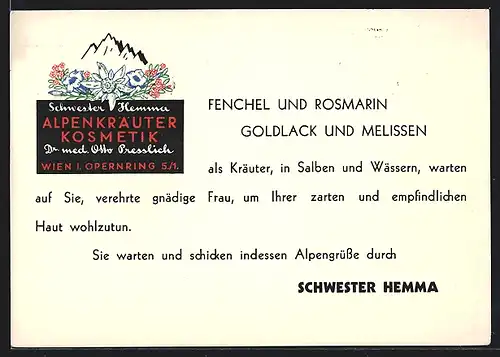 Schwester Hemma
ALPENKRÄUTER
KOSMETIK
Dr. med. Otto Presslich
WIEN I. OPERNRING 5/1.
FENCHEL UND ROSMARIN
GOLDLACK UND MELISSEN
als Kräuter, in Salben und Wässern, warten
auf Sie, verehrte gnädige Frau, um Ihrer zarten und empfindlichen
Haut wohlzutun.
Sie warten und schicken indessen Alpengrüße durch
SCHWESTER HEMMA